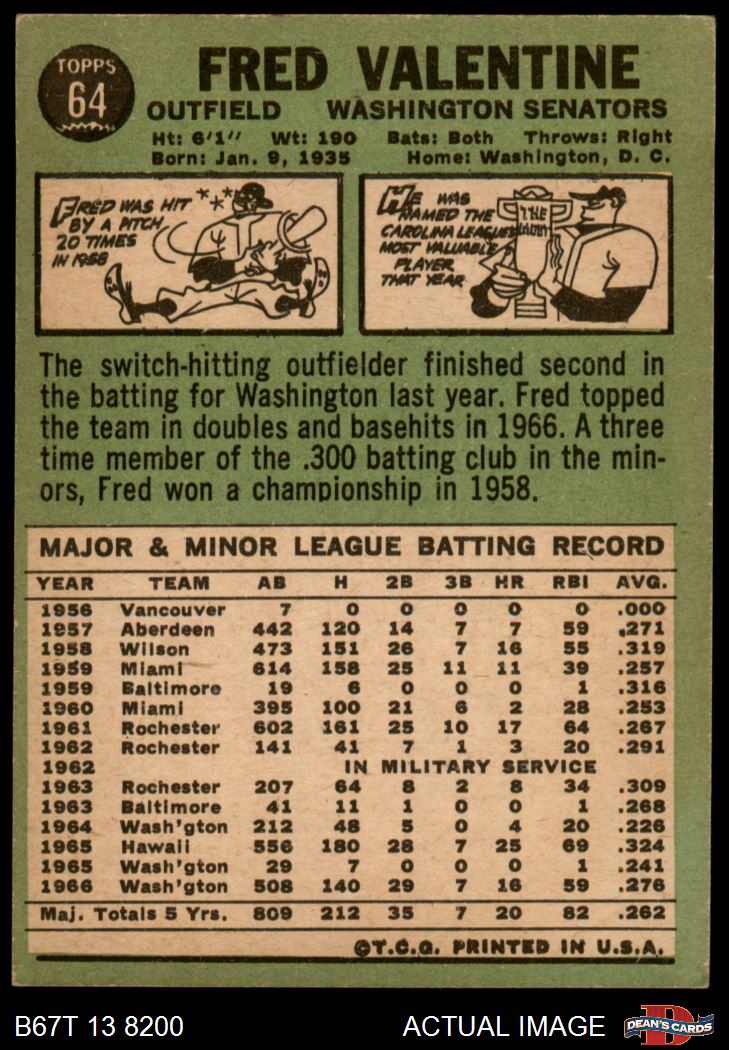 TOPPS
64
FRED VALENTINE
OUTFIELD WASHINGTON SENATORS
Ht: 6'1" Wt: 190 Bats: Both Throws: Right
Born: Jan. 9, 1935 Home: Washington, D. C.
FRED WAS HIT
BY A PITCH
20 TIMES
IN 1958
HE WAS
NAMED THE
CAROLINA LEAGUE'S
MOST VALUABLE
PLAYER
THAT YEAR
THE
The switch-hitting outfielder finished second in
the batting for Washington last year. Fred topped
the team in doubles and basehits in 1966. A three
time member of the .300 batting club in the min-
ors, Fred won a championship in 1958.
MAJOR & MINOR LEAGUE BATTING RECORD
YEAR TEAM AB H 2B 3B HR RBI AVG.
1956 Vancouver 7 0 0 0 0 0 .000
1957 Aberdeen 442 120 14 7 7 59 .271
1958 Wilson 473 151 26 7 16 55 .319
1959 Miami 614 158 25 11 11 39 .257
1959 Baltimore 19 6 0 0 0 1 .316
1960 Miami 395 100 21 6 2 28 .253
1961 Rochester 602 161 25 10 17 64 .267
1962 Rochester 141 41 7 1 3 20 .291
1962 IN MILITARY SERVICE
1963 Rochester 207 64 8 2 8 34 .309
1963 Baltimore 41 11 1 0 0 1 .268
1964 Wash'gton 212 48 5 0 4 20 .226
1965 Hawaii 556 180 28 7 25 69 .324
1965 Wash'gton 29 7 0 0 0 1 .241
1966 Wash'gton 508 140 29 7 16 59 .276
Maj. Totals 5 Yrs. 809 212 35 7 20 82 .262
©T.C.G. PRINTED IN U.S.A.
B67T 13 8200 ACTUAL IMAGE
DEAN'S CARDS